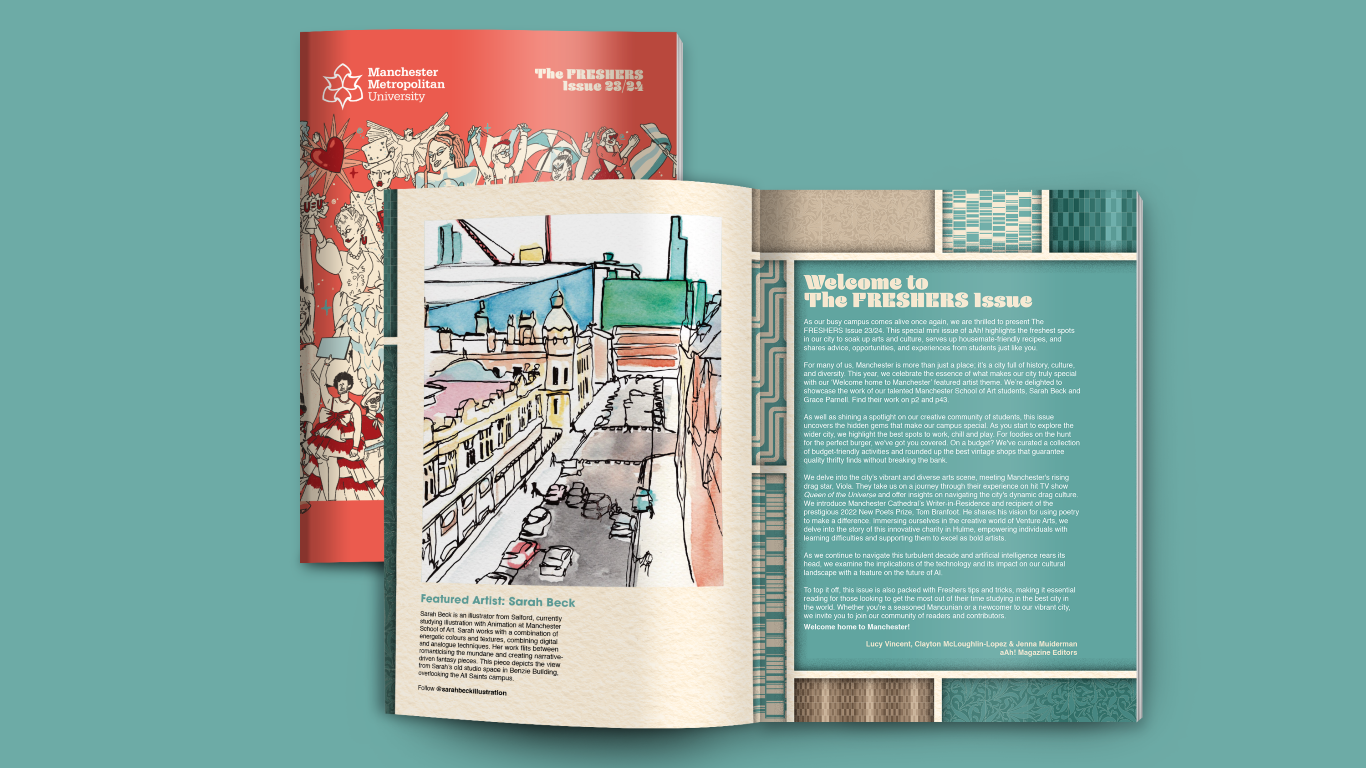 Manchester
Metropolitan
University
The FRESHERS
Issue 23/24
U=U
Featured Artist: Sarah Beck
Sarah Beck is an illustrator from Salford, currently
studying Illustration with Animation at Manchester
School of Art. Sarah works with a combination of
energetic colours and textures, combining digital
and analogue techniques. Her work flits between
romanticising the mundane and creating narrative-
driven fantasy pieces. This piece depicts the view
from Sarah's old studio space in Benzie Building,
overlooking the All Saints campus.
Follow @sarahbeckillustration
Welcome to
The FRESHERS Issue
As our busy campus comes alive once again, we are thrilled to present The
FRESHERS Issue 23/24. This special mini issue of aAh! highlights the freshest spots
in our city to soak up arts and culture, serves up housemate-friendly recipes, and
shares advice, opportunities, and experiences from students just like you.
For many of us, Manchester is more than just a place, it's a city full of history, culture,
and diversity. This year, we celebrate the essence of what makes our city truly special
with our 'Welcome home to Manchester' featured artist theme. We're delighted to
showcase the work of our talented Manchester School of Art students, Sarah Beck and
Grace Parnell. Find their work on p2 and p43.
As well as shining a spotlight on our creative community of students, this issue
uncovers the hidden gems that make our campus special. As you start to explore the
wider city, we highlight the best spots to work, chill and play. For foodies on the hunt
for the perfect burger, we've got you covered. On a budget? We've curated a collection
of budget-friendly activities and rounded up the best vintage shops that guarantee
quality thrifty finds without breaking the bank.
We delve into the city's vibrant and diverse arts scene, meeting Manchester's rising
drag star, Viola. They take us on a journey through their experience on hit TV show
Queen of the Universe and offer insights on navigating the city's dynamic drag culture.
We introduce Manchester Cathedral's Writer-in-Residence and recipient of the
prestigious 2022 New Poets Prize, Tom Branfoot. He shares his vision for using poetry
to make a difference. Immersing ourselves in the creative world of Venture Arts, we
delve into the story of this innovative charity in Hulme, empowering individuals with
learning difficulties and supporting them to excel as bold artists.
As we continue to navigate this turbulent decade and artificial intelligence rears its
head, we examine the implications of the technology and its impact on our cultural
landscape with a feature on the future of AI.
To top it off, this issue is also packed with Freshers tips and tricks, making it essential
reading for those looking to get the most out of their time studying in the best city in
the world. Whether you're a seasoned Mancunian or a newcomer to our vibrant city,
we invite you to join our community of readers and contributors.
Welcome home to Manchester!
Lucy Vincent, Clayton McLoughlin-Lopez & Jenna Muiderman
aAh! Magazine Editors